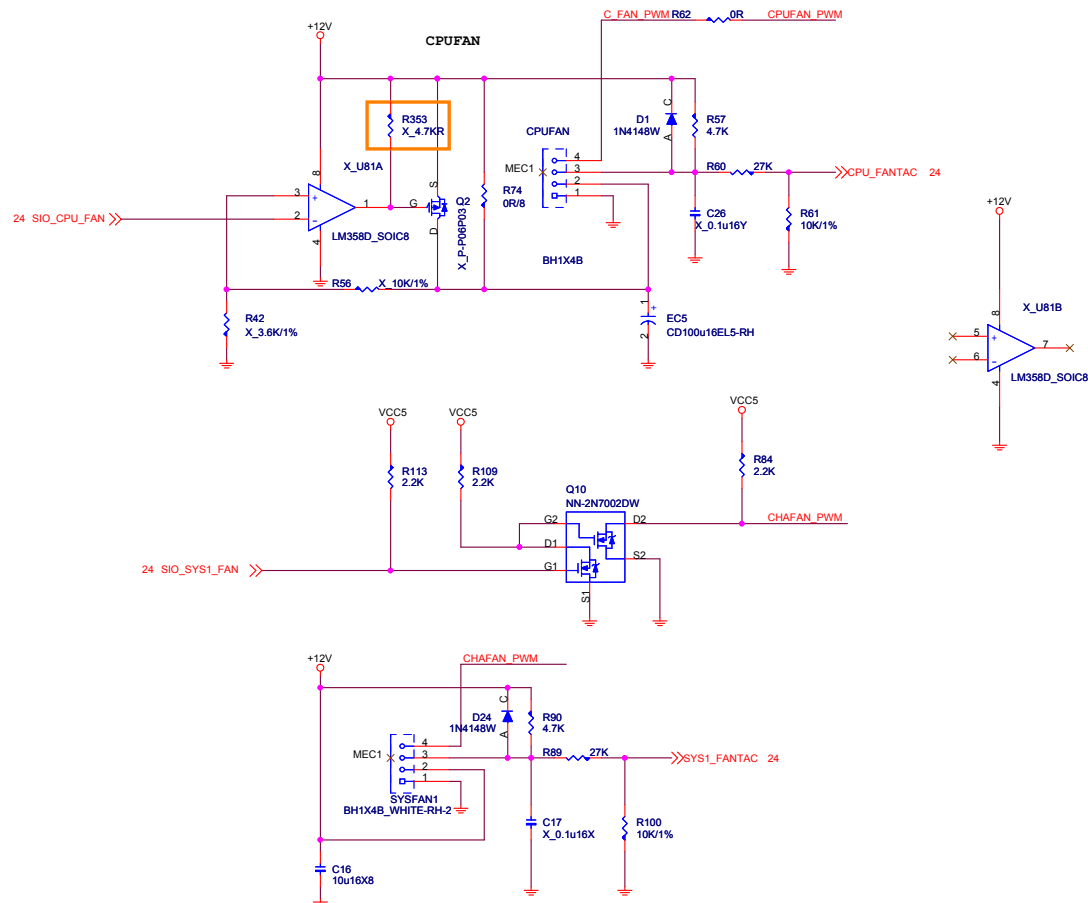 C_FAN_PWM R62 0R CPUFAN_PWM
+12V
CPUFAN
R353
X_4.7KR
D1
1N4148W
C
A
R57
4.7K
CPUFAN
MEC1
4
3
2
1
X_U81A
8
3
+
2
-
1
4
LM358D_SOIC8
24 SIO_CPU_FAN
S
G
D
Q2
X_P-P06P03
R74
0R/8
R60 27K
CPU_FANTAC 24
C26
X_0.1u16Y
R61
10K/1%
BH1X4B
R56 X_10K/1%
R42
X_3.6K/1%
1
+
2
EC5
CD100u16EL5-RH
+12V
X_U81B
8
5
+
6
-
7
4
LM358D_SOIC8
VCC5
VCC5
VCC5
R113
2.2K
R109
2.2K
R84
2.2K
Q10
NN-2N7002DW
G2
D2
CHAFAN_PWM
D1
S2
24 SIO_SYS1_FAN
G1
S1
+12V
CHAFAN_PWM
C
D24
1N4148W
A
R90
4.7K
MEC1
4
3
2
1
R89 27K
SYS1_FANTAC 24
SYSFAN1
BH1X4B_WHITE-RH-2
C17
X_0.1u16X
R100
10K/1%
C16
10u16X8